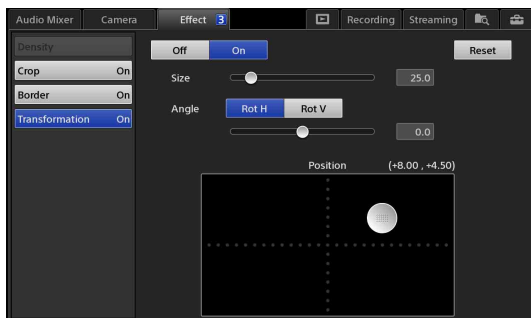 Audio Mixer Camera Effect 3 Recording Streaming
Density Off On Reset
Crop On
Size 25.0
Border On
Angle Rot H Rot V
Transformation On
0.0
Position (+8.00 , +4.50)